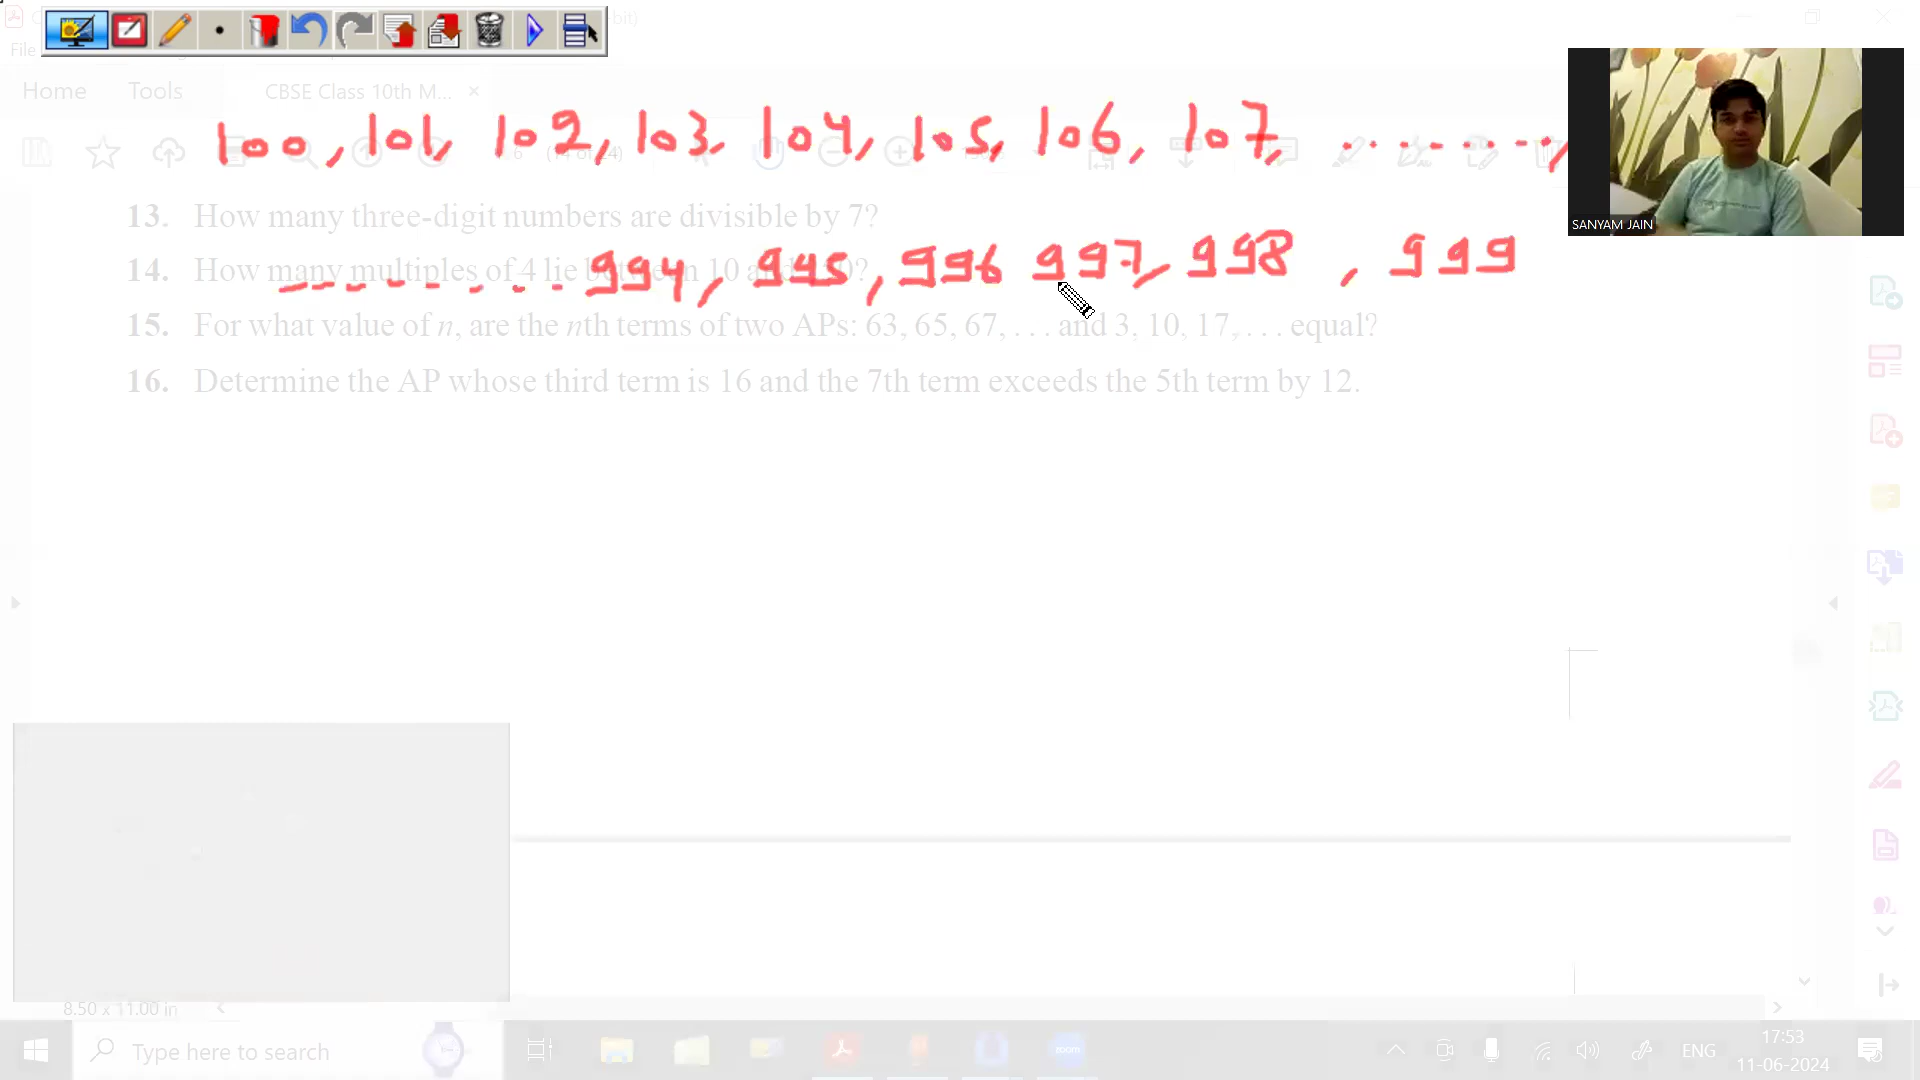 File
Home Tools CBSE Class 10th M... ×
100, 101, 102, 103, 104, 105, 106, 107, ........,
SANYAM JAIN
13. How many three-digit numbers are divisible by 7?
.........994, 995, 996 997, 998 , 999
14. How many multiples of 4 lie between 10 and
15. For what value of n, are the nth terms of two APs: 63, 65, 67, . . . and 3, 10, 17, . . . equal?
16. Determine the AP whose third term is 16 and the 7th term exceeds the 5th term by 12.
8.50 x 11.00 in
Type here to search
zoom
ENG
17:53
11-06-2024